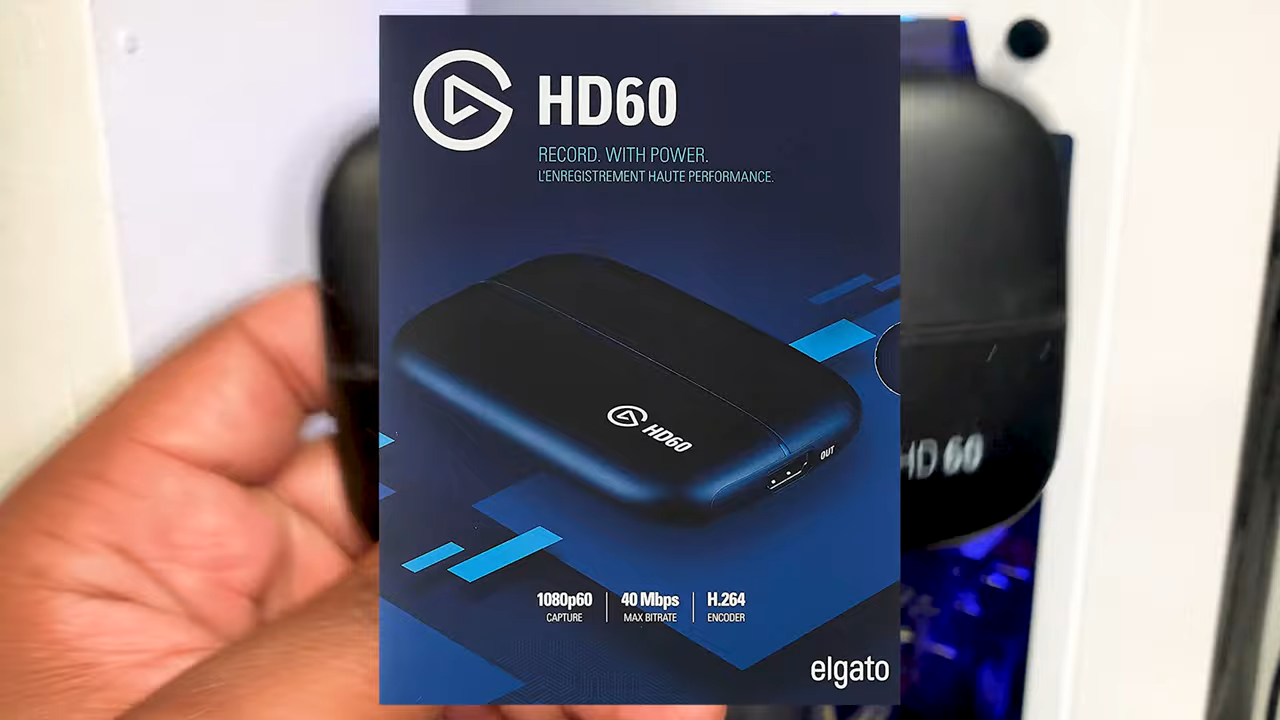 HD60
RECORD. WITH POWER.
L'ENREGISTREMENT HAUTE PERFORMANCE.
HD60
OUT
1080p60
CAPTURE
40 Mbps
MAX BITRATE
H.264
ENCODER
elgato
HD 60